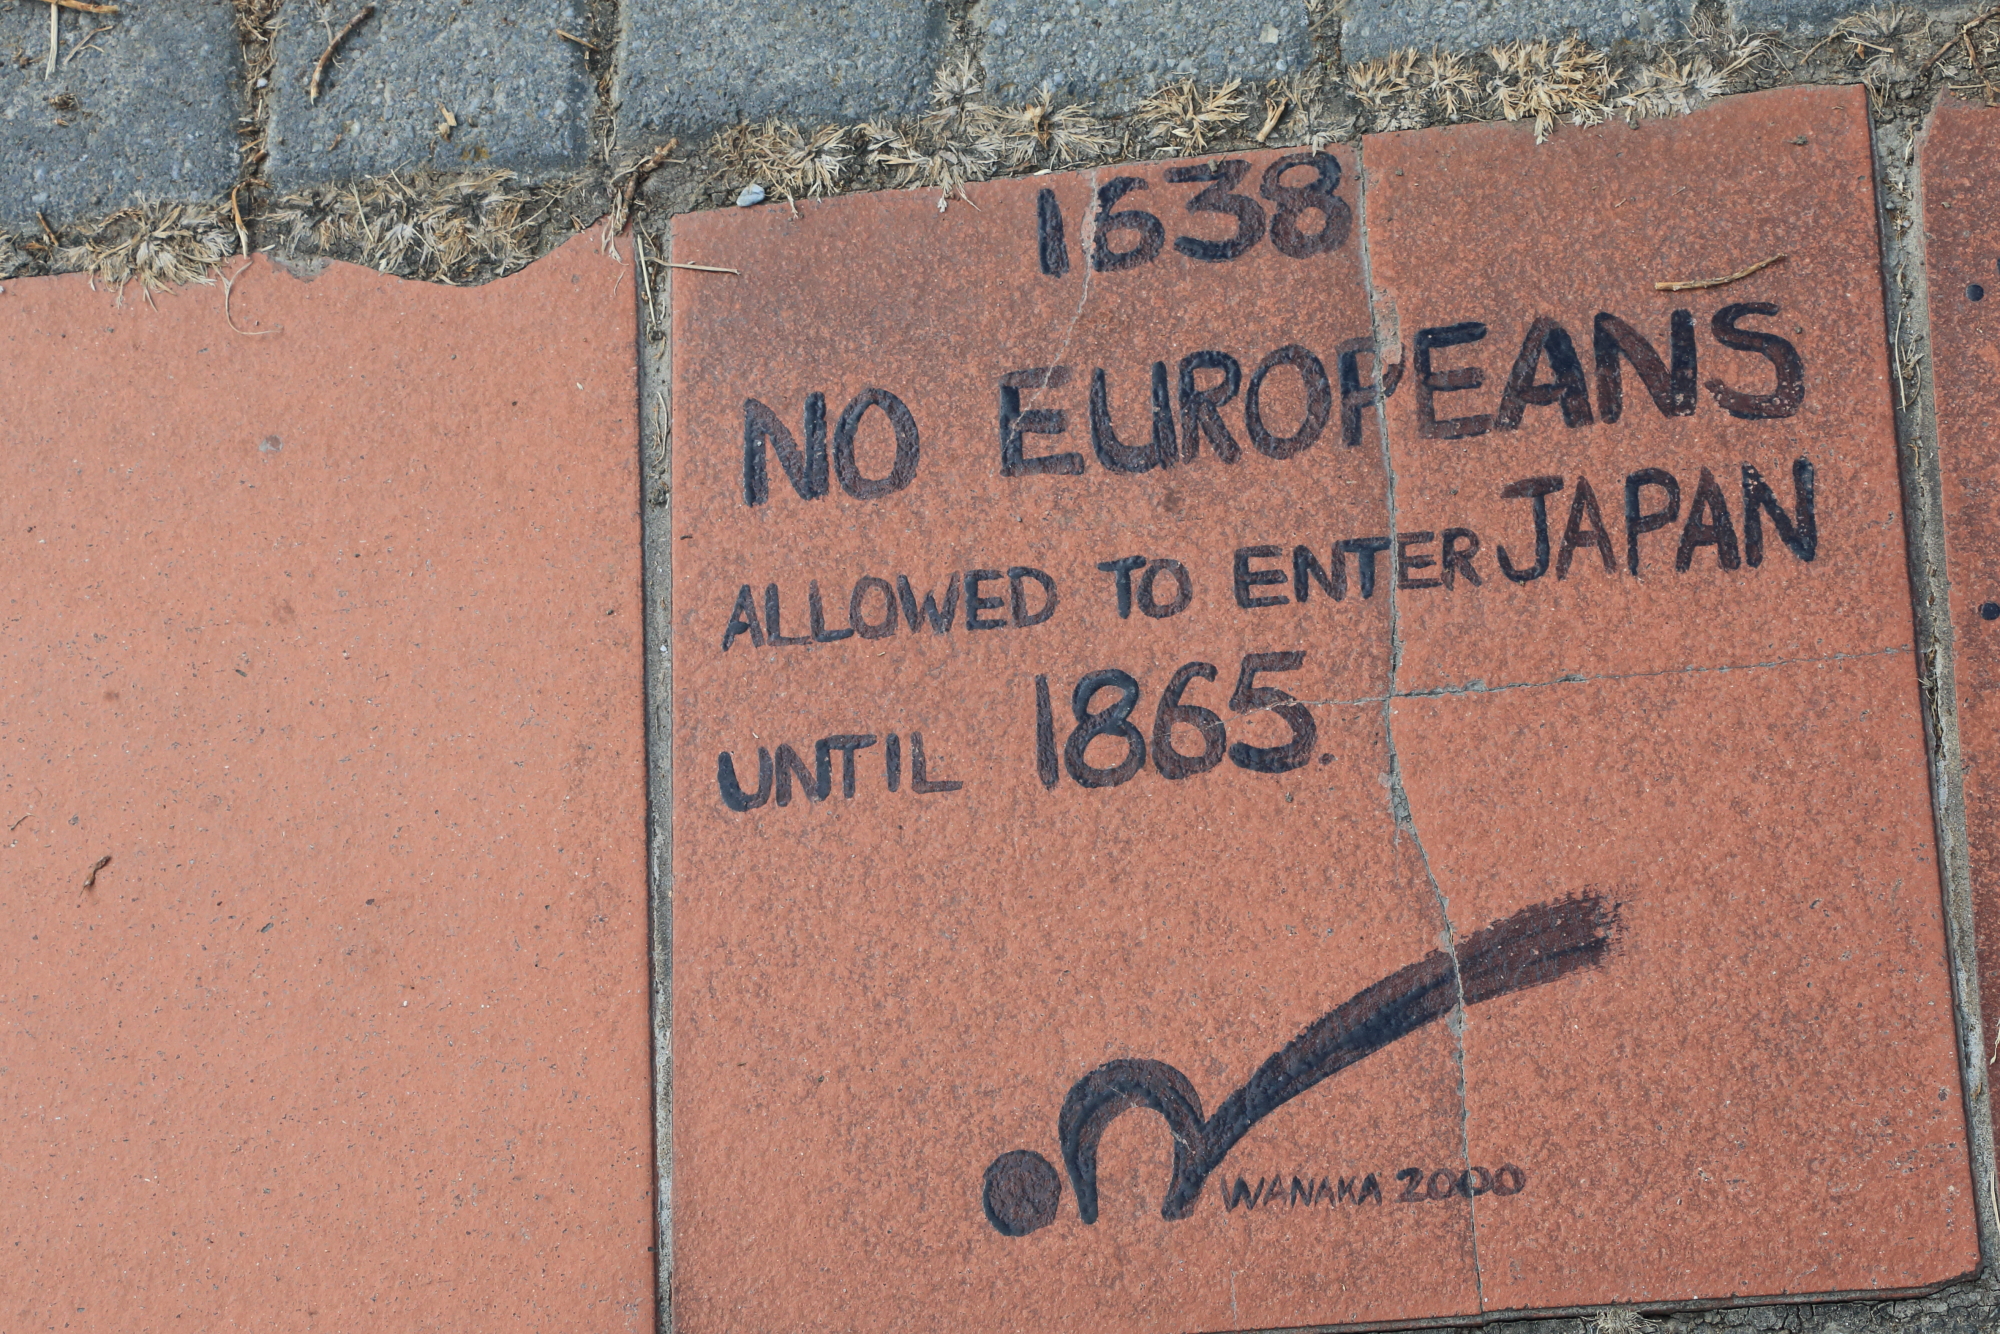 1638
NO EUROPEANS
ALLOWED TO ENTER JAPAN
UNTIL 1865.
WANAKA 2000